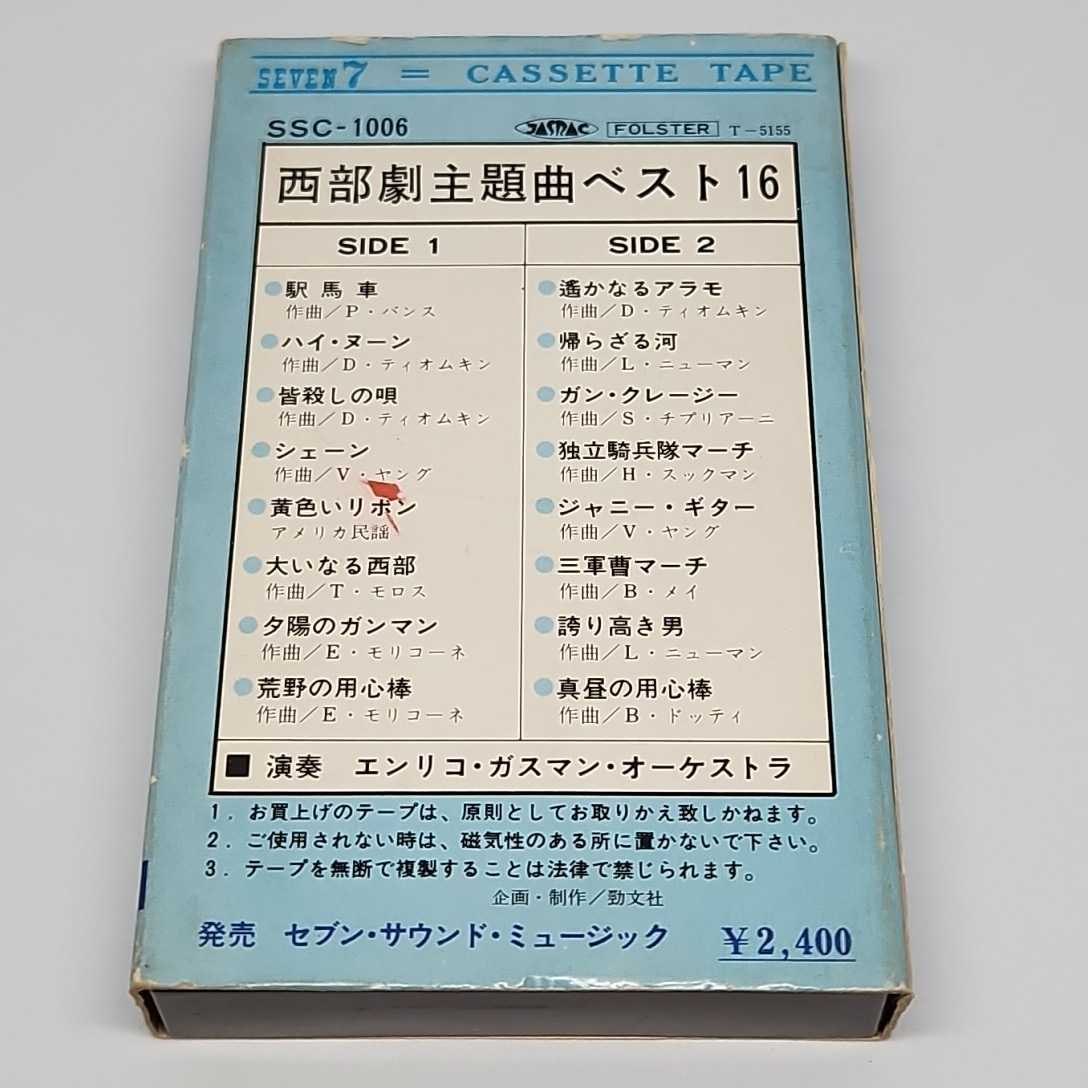 SEVEN 7 = CASSETTE TAPE
SSC-1006 JASRAC FOLSTER T-5155
西部劇主題曲ベスト16
SIDE 1
駅馬車
作曲/P・バンス
ハイ・ヌーン
作曲/D・ティオムキン
皆殺しの唄
作曲/D・ティオムキン
シェーン
作曲/V・ヤング
黄色いリボン
アメリカ民謡
大いなる西部
作曲/T・モロス
夕陽のガンマン
作曲/E・モリコーネ
荒野の用心棒
作曲/E・モリコーネ
SIDE 2
遙かなるアラモ
作曲/D・ティオムキン
帰らざる河
作曲/L・ニューマン
ガン・クレージー
作曲/S・チプリアーニ
独立騎兵隊マーチ
作曲/H・スックマン
ジャニー・ギター
作曲/V・ヤング
三軍曹マーチ
作曲/B・メイ
誇り高き男
作曲/L・ニューマン
真昼の用心棒
作曲/B・ドッティ
■ 演奏 エンリコ・ガスマン・オーケストラ
1. お買上げのテープは、原則としてお取りかえ致しかねます。
2. ご使用されない時は、磁気性のある所に置かないで下さい。
3. テープを無断で複製することは法律で禁じられます。
企画・制作/勁文社
発売 セブン・サウンド・ミュージック ¥2,400